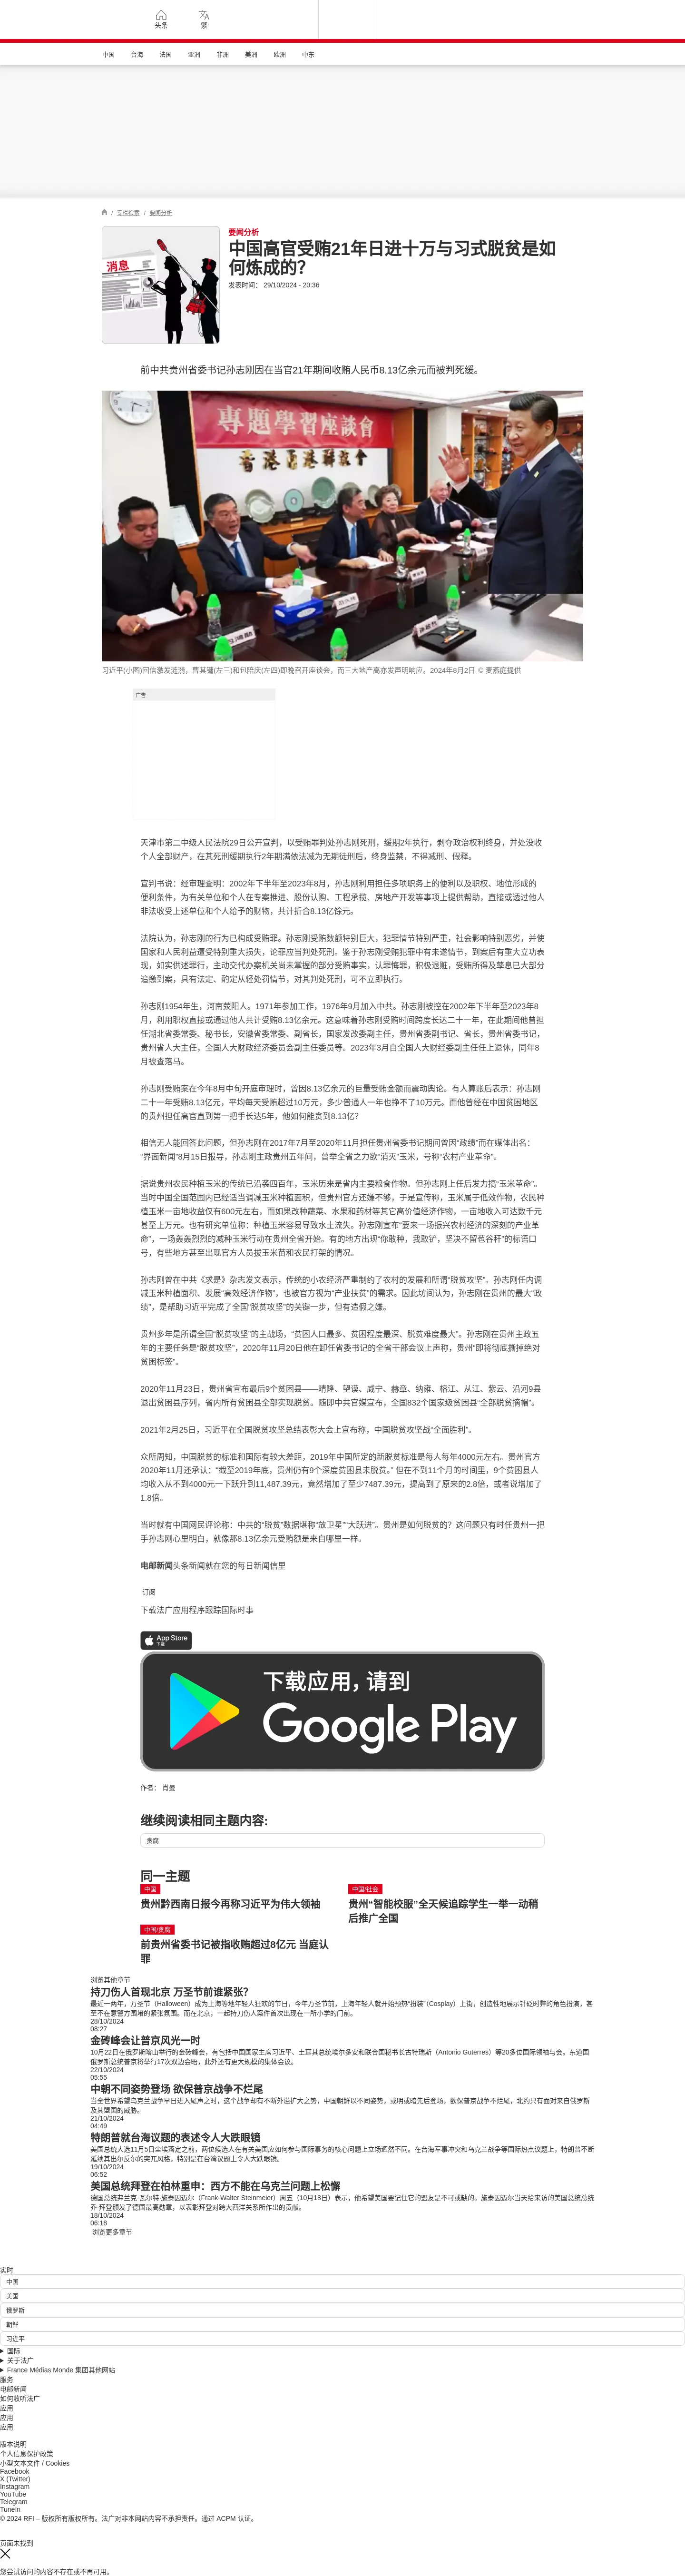 头条
繁
中国 台海 法国 亚洲 非洲 美洲 欧洲 中东
/ 专栏检索 / 要闻分析
消息
要闻分析
中国高官受贿21年日进十万与习式脱贫是如
何炼成的?
发表时间： 29/10/2024 - 20:36
前中共贵州省委书记孙志刚因在当官21年期间收贿人民币8.13亿余元而被判死缓。
專題學習座談會
习近平(小图)回信激发涟漪，曹其镛(左三)和包陪庆(左四)即晚召开座谈会，而三大地产高亦发声明响应。2024年8月2日 © 麦燕庭提供
广告
天津市第二中级人民法院29日公开宣判，以受贿罪判处孙志刚死刑，缓期2年执行，剥夺政治权利终身，并处没收
个人全部财产，在其死刑缓期执行2年期满依法减为无期徒刑后，终身监禁，不得减刑、假释。
宣判书说：经审理查明：2002年下半年至2023年8月，孙志刚利用担任多项职务上的便利以及职权、地位形成的
便利条件，为有关单位和个人在专案推进、股份认购、工程承揽、房地产开发等事项上提供帮助，直接或透过他人
非法收受上述单位和个人给予的财物，共计折合8.13亿馀元。
法院认为，孙志刚的行为已构成受贿罪。孙志刚受贿数额特别巨大，犯罪情节特别严重，社会影响特别恶劣，并使
国家和人民利益遭受特别重大损失，论罪应当判处死刑。鉴于孙志刚受贿犯罪中有未遂情节，到案后有重大立功表
现，如实供述罪行，主动交代办案机关尚未掌握的部分受贿事实，认罪悔罪，积极退赃，受贿所得及孳息已大部分
追缴到案，具有法定、酌定从轻处罚情节，对其判处死刑，可不立即执行。
孙志刚1954年生，河南荥阳人。1971年参加工作，1976年9月加入中共。孙志刚被控在2002年下半年至2023年8
月，利用职权直接或通过他人共计受贿8.13亿余元。这意味着孙志刚受贿时间跨度长达二十一年，在此期间他曾担
任湖北省委常委、秘书长，安徽省委常委、副省长，国家发改委副主任，贵州省委副书记、省长，贵州省委书记，
贵州省人大主任，全国人大财政经济委员会副主任委员等。2023年3月自全国人大财经委副主任任上退休，同年8
月被查落马。
孙志刚受贿案在今年8月中旬开庭审理时，曾因8.13亿余元的巨量受贿金额而震动舆论。有人算账后表示：孙志刚
二十一年受贿8.13亿元，平均每天受贿超过10万元，多少普通人一年也挣不了10万元。而他曾经在中国贫困地区
的贵州担任高官直到第一把手长达5年，他如何能贪到8.13亿?
相信无人能回答此问题，但孙志刚在2017年7月至2020年11月担任贵州省委书记期间曾因“政绩”而在媒体出名：
“界面新闻”8月15日报导，孙志刚主政贵州五年间，曾举全省之力欲“消灭”玉米，号称“农村产业革命”。
据说贵州农民种植玉米的传统已沿袭四百年，玉米历来是省内主要粮食作物。但孙志刚上任后发力搞“玉米革命”。
当时中国全国范围内已经适当调减玉米种植面积，但贵州官方还嫌不够，于是宣传称，玉米属于低效作物，农民种
植玉米一亩地收益仅有600元左右，而如果改种蔬菜、水果和药材等其它高价值经济作物，一亩地收入可达数千元
甚至上万元。也有研究单位称：种植玉米容易导致水土流失。孙志刚宣布“要来一场振兴农村经济的深刻的产业革
命”，一场轰轰烈烈的减种玉米行动在贵州全省开始。有的地方出现“你敢种，我敢铲，坚决不留苞谷秆”的标语口
号，有些地方甚至出现官方人员拔玉米苗和农民打架的情况。
孙志刚曾在中共《求是》杂志发文表示，传统的小农经济严重制约了农村的发展和所谓“脱贫攻坚”。孙志刚任内调
减玉米种植面积、发展“高效经济作物”，也被官方视为“产业扶贫”的需求。因此坊间认为，孙志刚在贵州的最大“政
绩”，是帮助习近平完成了全国“脱贫攻坚”的关键一步，但有造假之嫌。
贵州多年是所谓全国“脱贫攻坚”的主战场，“贫困人口最多、贫困程度最深、脱贫难度最大”。孙志刚在贵州主政五
年的主要任务是“脱贫攻坚”，2020年11月20日他在卸任省委书记的全省干部会议上声称，贵州“即将彻底撕掉绝对
贫困标签”。
2020年11月23日，贵州省宣布最后9个贫困县——晴隆、望谟、威宁、赫章、纳雍、榕江、从江、紫云、沿河9县
退出贫困县序列，省内所有贫困县全部实现脱贫。随即中共官媒宣布，全国832个国家级贫困县“全部脱贫摘帽”。
2021年2月25日，习近平在全国脱贫攻坚总结表彰大会上宣布称，中国脱贫攻坚战“全面胜利”。
众所周知，中国脱贫的标准和国际有较大差距，2019年中国所定的新脱贫标准是每人每年4000元左右。贵州官方
2020年11月还承认：“截至2019年底，贵州仍有9个深度贫困县未脱贫。” 但在不到11个月的时间里，9个贫困县人
均收入从不到4000元一下跃升到11,487.39元，竟然增加了至少7487.39元，提高到了原来的2.8倍，或者说增加了
1.8倍。
当时就有中国网民评论称：中共的“脱贫”数据堪称“放卫星”“大跃进”。贵州是如何脱贫的？这问题只有时任贵州一把
手孙志刚心里明白，就像那8.13亿余元受贿额是来自哪里一样。
电邮新闻头条新闻就在您的每日新闻信里
订阅
下载法广应用程序跟踪国际时事
App Store
下载
下载应用，请到
Google Play
作者： 肖曼
继续阅读相同主题内容:
贪腐
同一主题
中国
贵州黔西南日报今再称习近平为伟大领袖
中国/社会
贵州“智能校服”全天候追踪学生一举一动稍
后推广全国
中国/贪腐
前贵州省委书记被指收贿超过8亿元 当庭认
罪
浏览其他章节
持刀伤人首现北京 万圣节前谁紧张?
最近一两年，万圣节（Halloween）成为上海等地年轻人狂欢的节日，今年万圣节前，上海年轻人就开始预热“扮装”（Cosplay）上街，创造性地展示针砭时弊的角色扮演，甚
至不在意警方围堵的紧张氛围。而在北京，一起持刀伤人案件首次出现在一所小学的门前。
28/10/2024
08:27
金砖峰会让普京风光一时
10月22日在俄罗斯喀山举行的金砖峰会，有包括中国国家主席习近平、土耳其总统埃尔多安和联合国秘书长古特瑞斯（Antonio Guterres）等20多位国际领袖与会。东道国
俄罗斯总统普京将举行17次双边会晤，此外还有更大规模的集体会议。
22/10/2024
05:55
中朝不同姿势登场 欲保普京战争不烂尾
当全世界希望乌克兰战争早日进入尾声之时，这个战争却有不断外溢扩大之势，中国朝鲜以不同姿势，或明或暗先后登场，欲保普京战争不烂尾，北约只有面对来自俄罗斯
及其盟国的威胁。
21/10/2024
04:49
特朗普就台海议题的表述令人大跌眼镜
美国总统大选11月5日尘埃落定之前，两位候选人在有关美国应如何参与国际事务的核心问题上立场迥然不同。在台海军事冲突和乌克兰战争等国际热点议题上，特朗普不断
延续其出尔反尔的突兀风格，特别是在台湾议题上令人大跌眼镜。
19/10/2024
06:52
美国总统拜登在柏林重申：西方不能在乌克兰问题上松懈
德国总统弗兰克·瓦尔特·施泰因迈尔（Frank-Walter Steinmeier）周五（10月18日）表示，他希望美国要记住它的盟友是不可或缺的。施泰因迈尔当天给来访的美国总统总统
乔·拜登颁发了德国最高勋章，以表彰拜登对跨大西洋关系所作出的贡献。
18/10/2024
06:18
浏览更多章节
实时
中国
美国
俄罗斯
朝鲜
习近平
国际
关于法广
France Médias Monde 集团其他网站
服务
电邮新闻
如何收听法广
应用
应用
应用
版本说明
个人信息保护政策
小型文本文件 / Cookies
Facebook
X (Twitter)
Instagram
YouTube
Telegram
TuneIn
© 2024 RFI – 版权所有版权所有。法广对非本网站内容不承担责任。通过 ACPM 认证。
页面未找到
您尝试访问的内容不存在或不再可用。